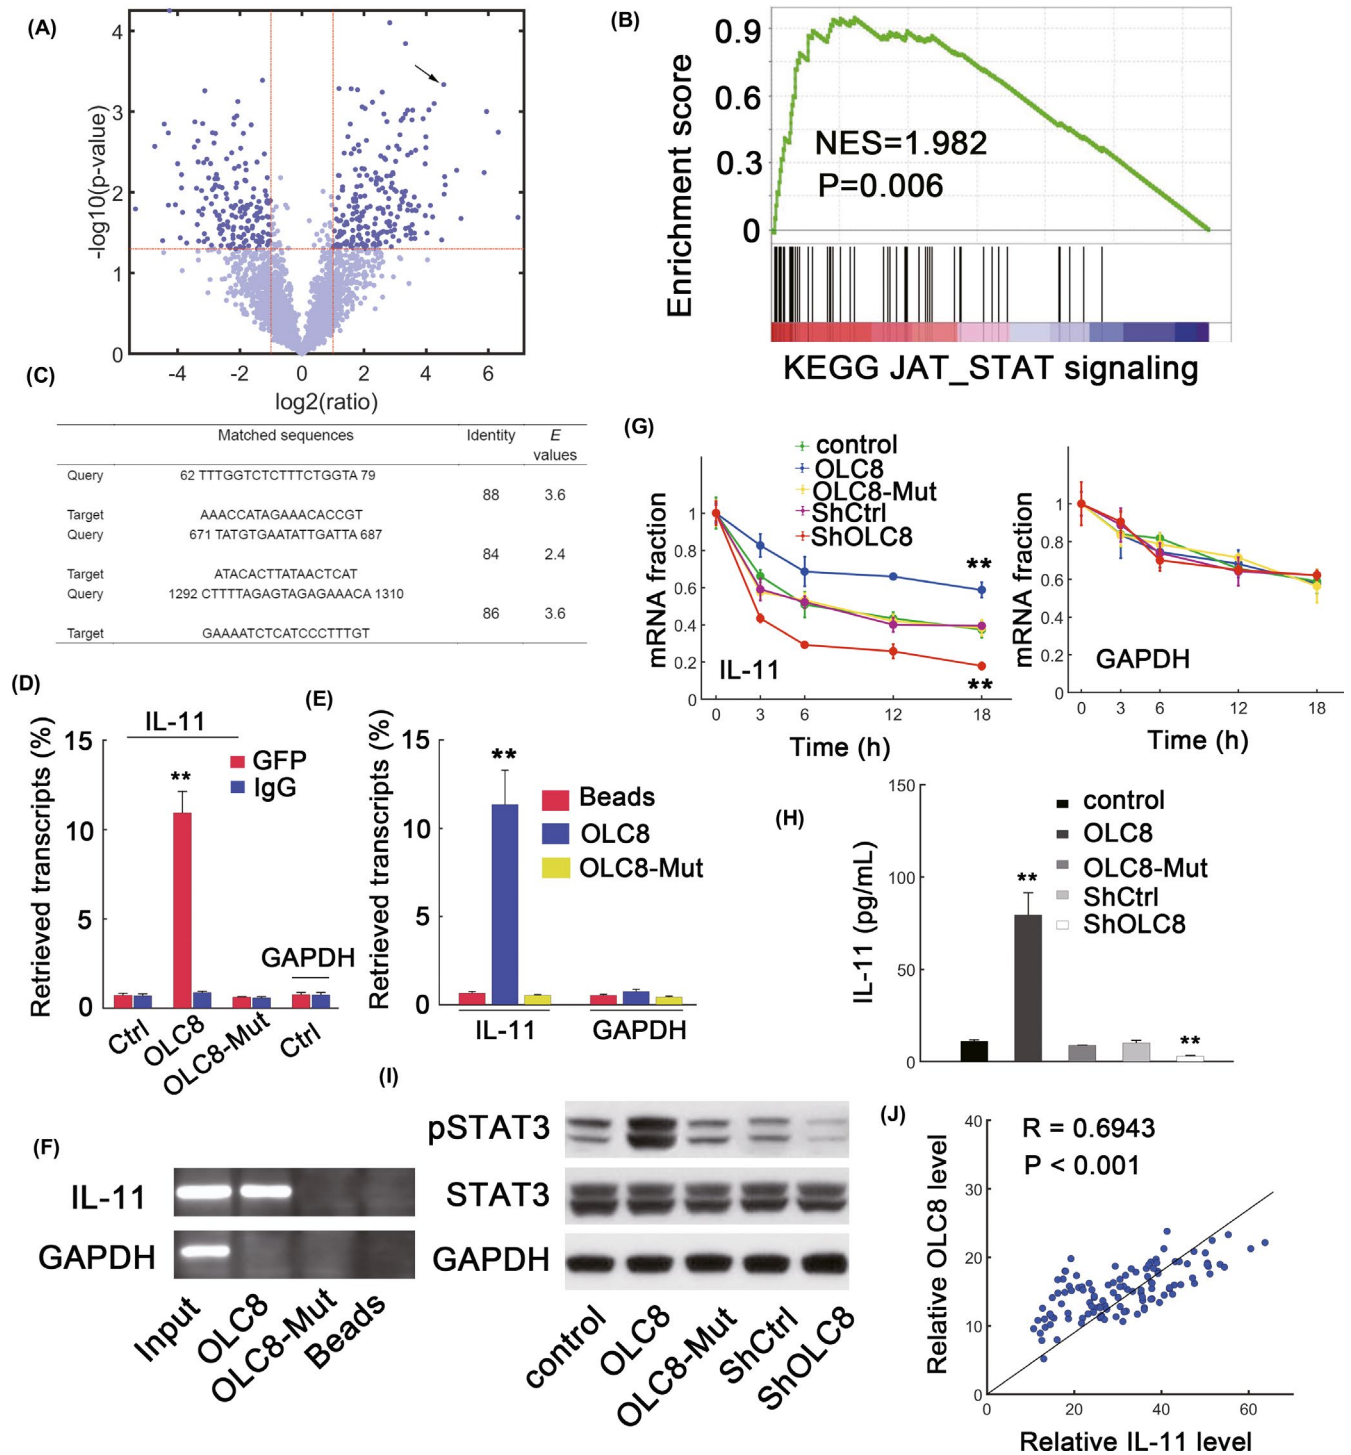 (A)
4
3
2
1
0
-log10(p-value)
-4 -2 0 2 4 6
log2(ratio)
(B)
0.9
0.6
0.3
0
Enrichment score
NES=1.982
P=0.006
KEGG JAT_STAT signaling
(C)
Matched sequences Identity E values
Query 62 TTTGGTCTCTTTCTGGTA 79
88 3.6
Target AAACCATAGAAACACCGT
Query 671 TATGTGAATATTGATTA 687
84 2.4
Target ATACACTTATAACTCAT
Query 1292 CTTTTAGAGTAGAGAAACA 1310
86 3.6
Target GAAAATCTCATCCCTTTGT
(G)
control
OLC8
OLC8-Mut
ShCtrl
ShOLC8
mRNA fraction
1
0.8
0.6
0.4
0.2
0
**
**
IL-11
0 3 6 12 18
Time (h)
mRNA fraction
1
0.8
0.6
0.4
0.2
0
GAPDH
0 3 6 12 18
Time (h)
(D)
IL-11
Retrieved transcripts (%)
15
10
5
0
**
GFP
IgG
GAPDH
Ctrl
OLC8
OLC8-Mut
Ctrl
(E)
Retrieved transcripts (%)
15
10
5
0
**
Beads
OLC8
OLC8-Mut
IL-11 GAPDH
(H)
IL-11 (pg/mL)
150
100
50
0
**
**
control
OLC8
OLC8-Mut
ShCtrl
ShOLC8
(F)
IL-11
GAPDH
Input
OLC8
OLC8-Mut
Beads
(I)
pSTAT3
STAT3
GAPDH
control
OLC8
OLC8-Mut
ShCtrl
ShOLC8
(J)
R = 0.6943
P < 0.001
Relative OLC8 level
40
30
20
10
0
0 20 40 60
Relative IL-11 level